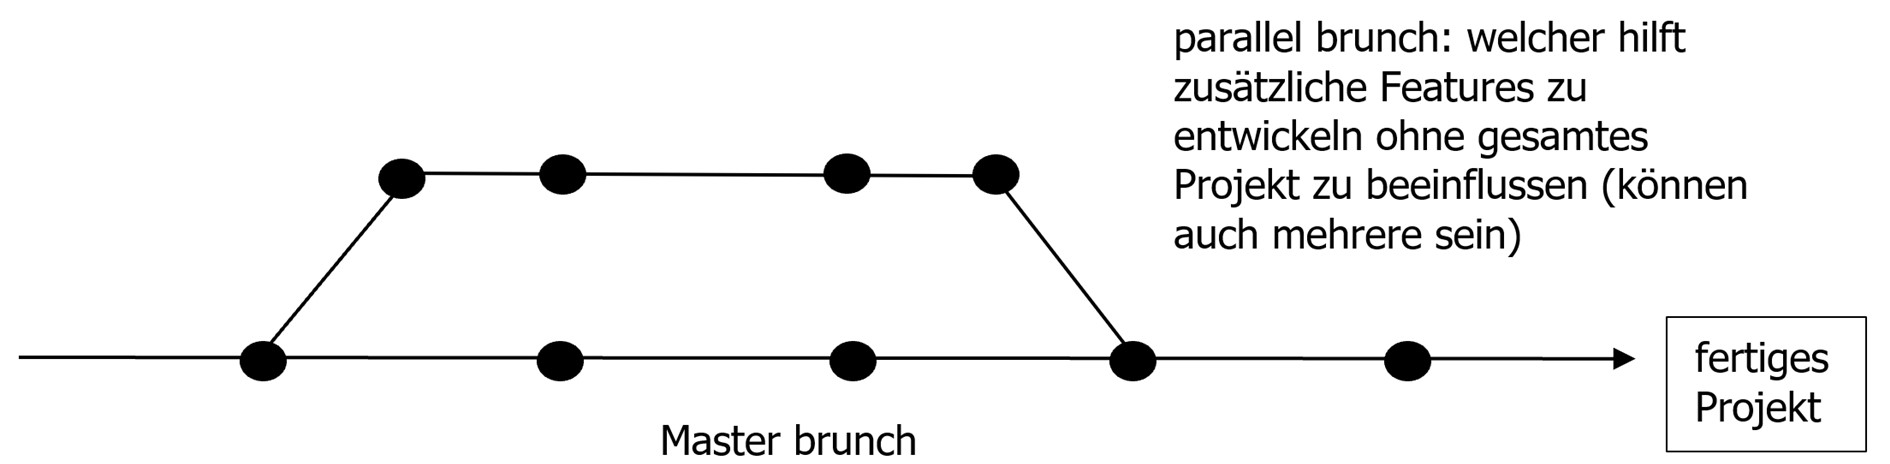 parallel brunch: welcher hilft
zusätzliche Features zu
entwickeln ohne gesamtes
Projekt zu beeinflussen (können
auch mehrere sein)
fertiges
Projekt
Master brunch